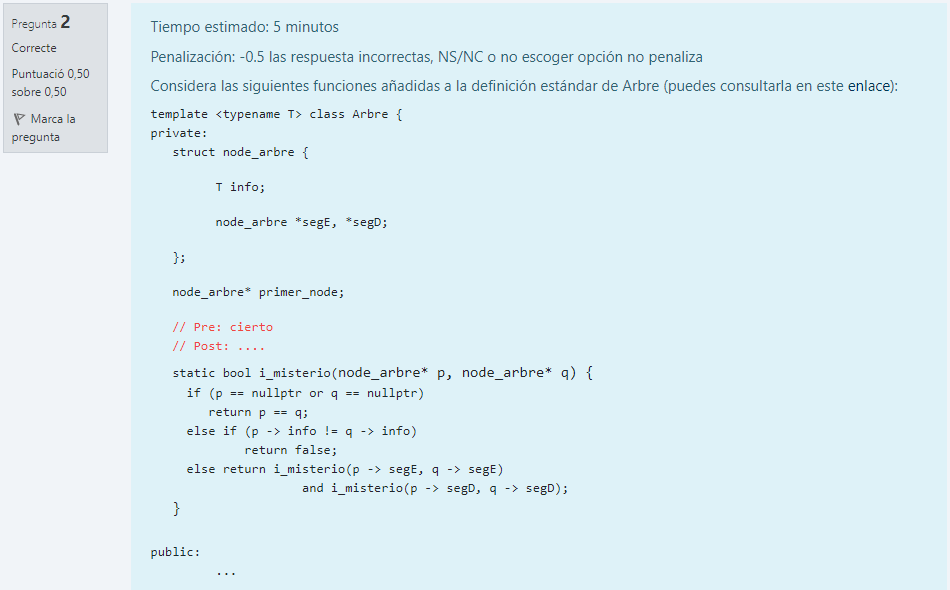 Pregunta 2
Correcte
Puntuació 0,50
sobre 0,50
Marca la
pregunta
Tiempo estimado: 5 minutos
Penalización: -0.5 las respuesta incorrectas, NS/NC o no escoger opción no penaliza
Considera las siguientes funciones añadidas a la definición estándar de Arbre (puedes consultarla en este enlace):
template <typename T> class Arbre {
private:
struct node_arbre {
T info;
node_arbre *segE, *segD;
};
node_arbre* primer_node;
// Pre: cierto
// Post: ....
static bool i_misterio(node_arbre* p, node_arbre* q) {
if (p == nullptr or q == nullptr)
return p == q;
else if (p -> info != q -> info)
return false;
else return i_misterio(p -> segE, q -> segE)
and i_misterio(p -> segD, q -> segD);
}
public:
...